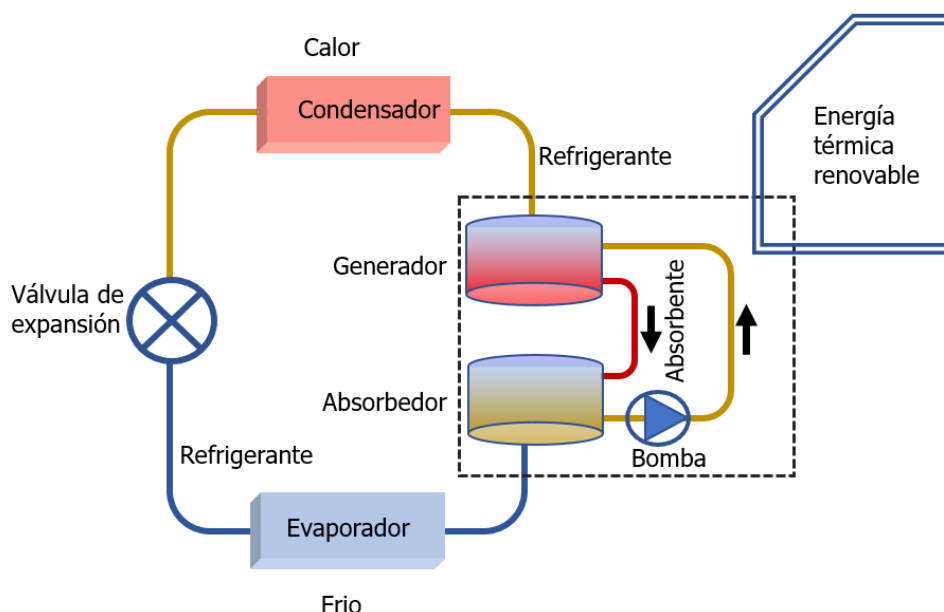 Calor
Condensador
Energía
térmica
renovable
Refrigerante
Generador
Válvula de
expansión
Absorbente
Absorbedor
Bomba
Refrigerante
Evaporador
Frio